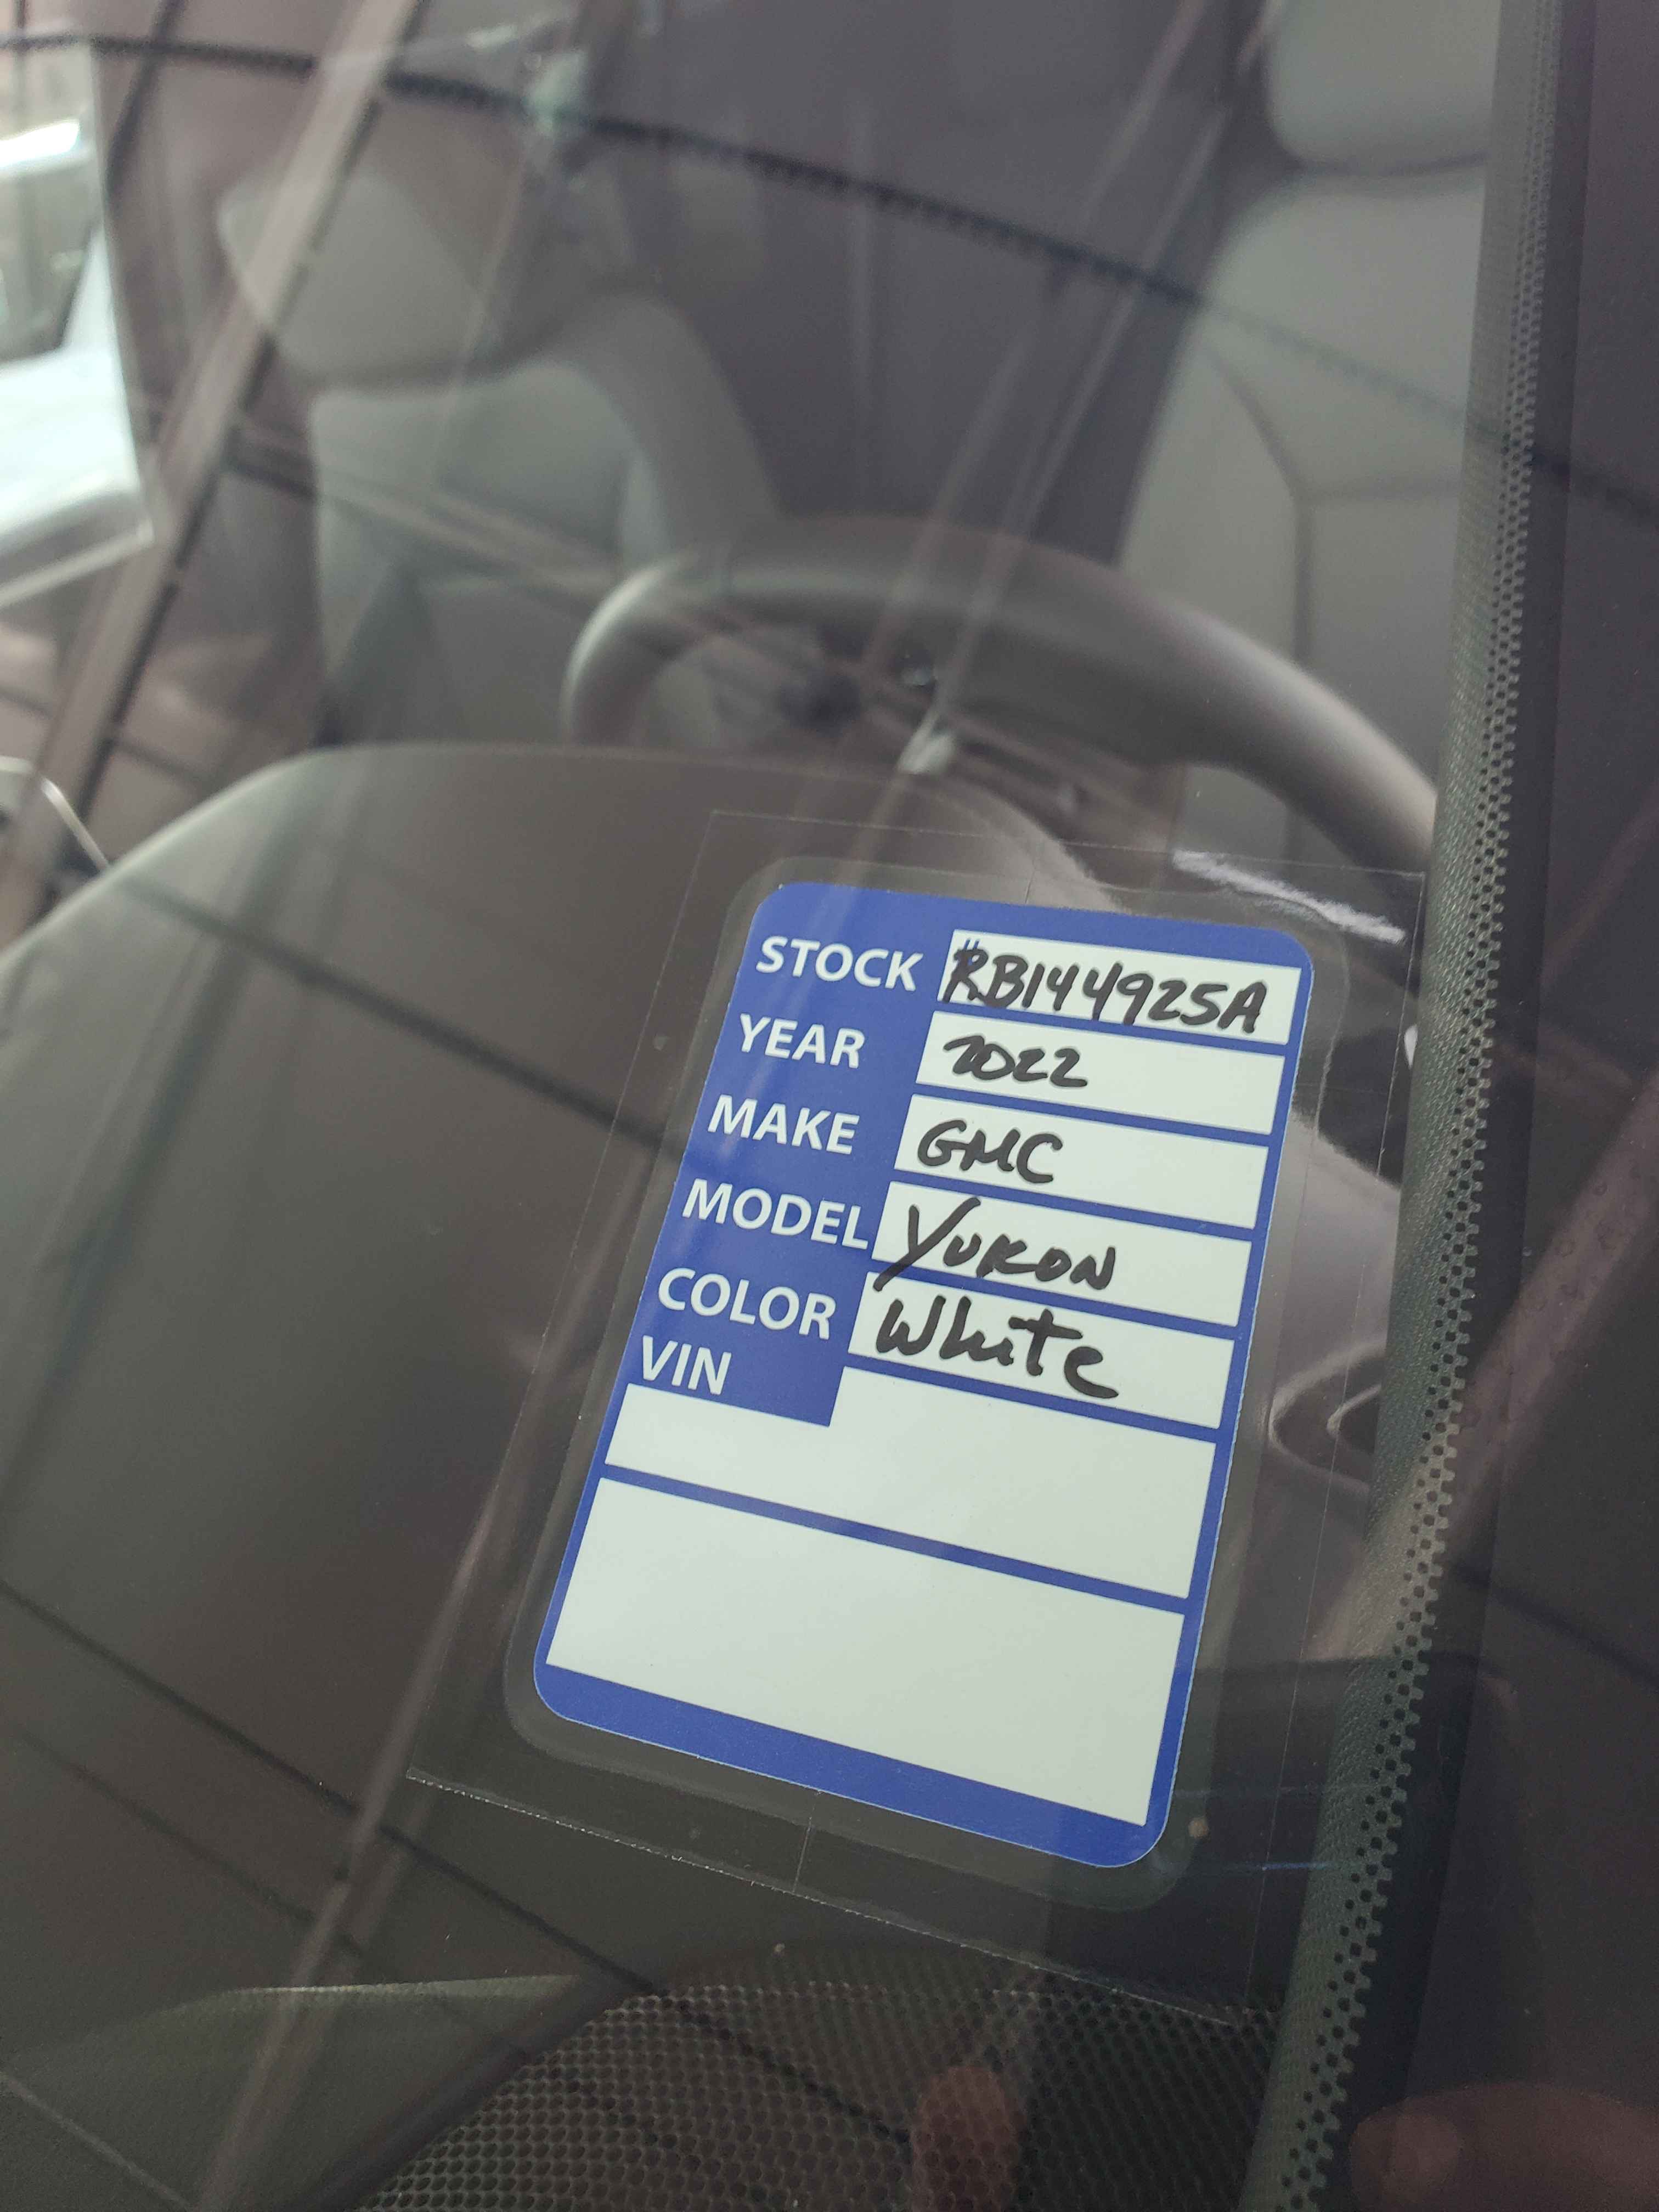 STOCK #RB144925A
YEAR 2022
MAKE GMC
MODEL YUKON
COLOR White
VIN